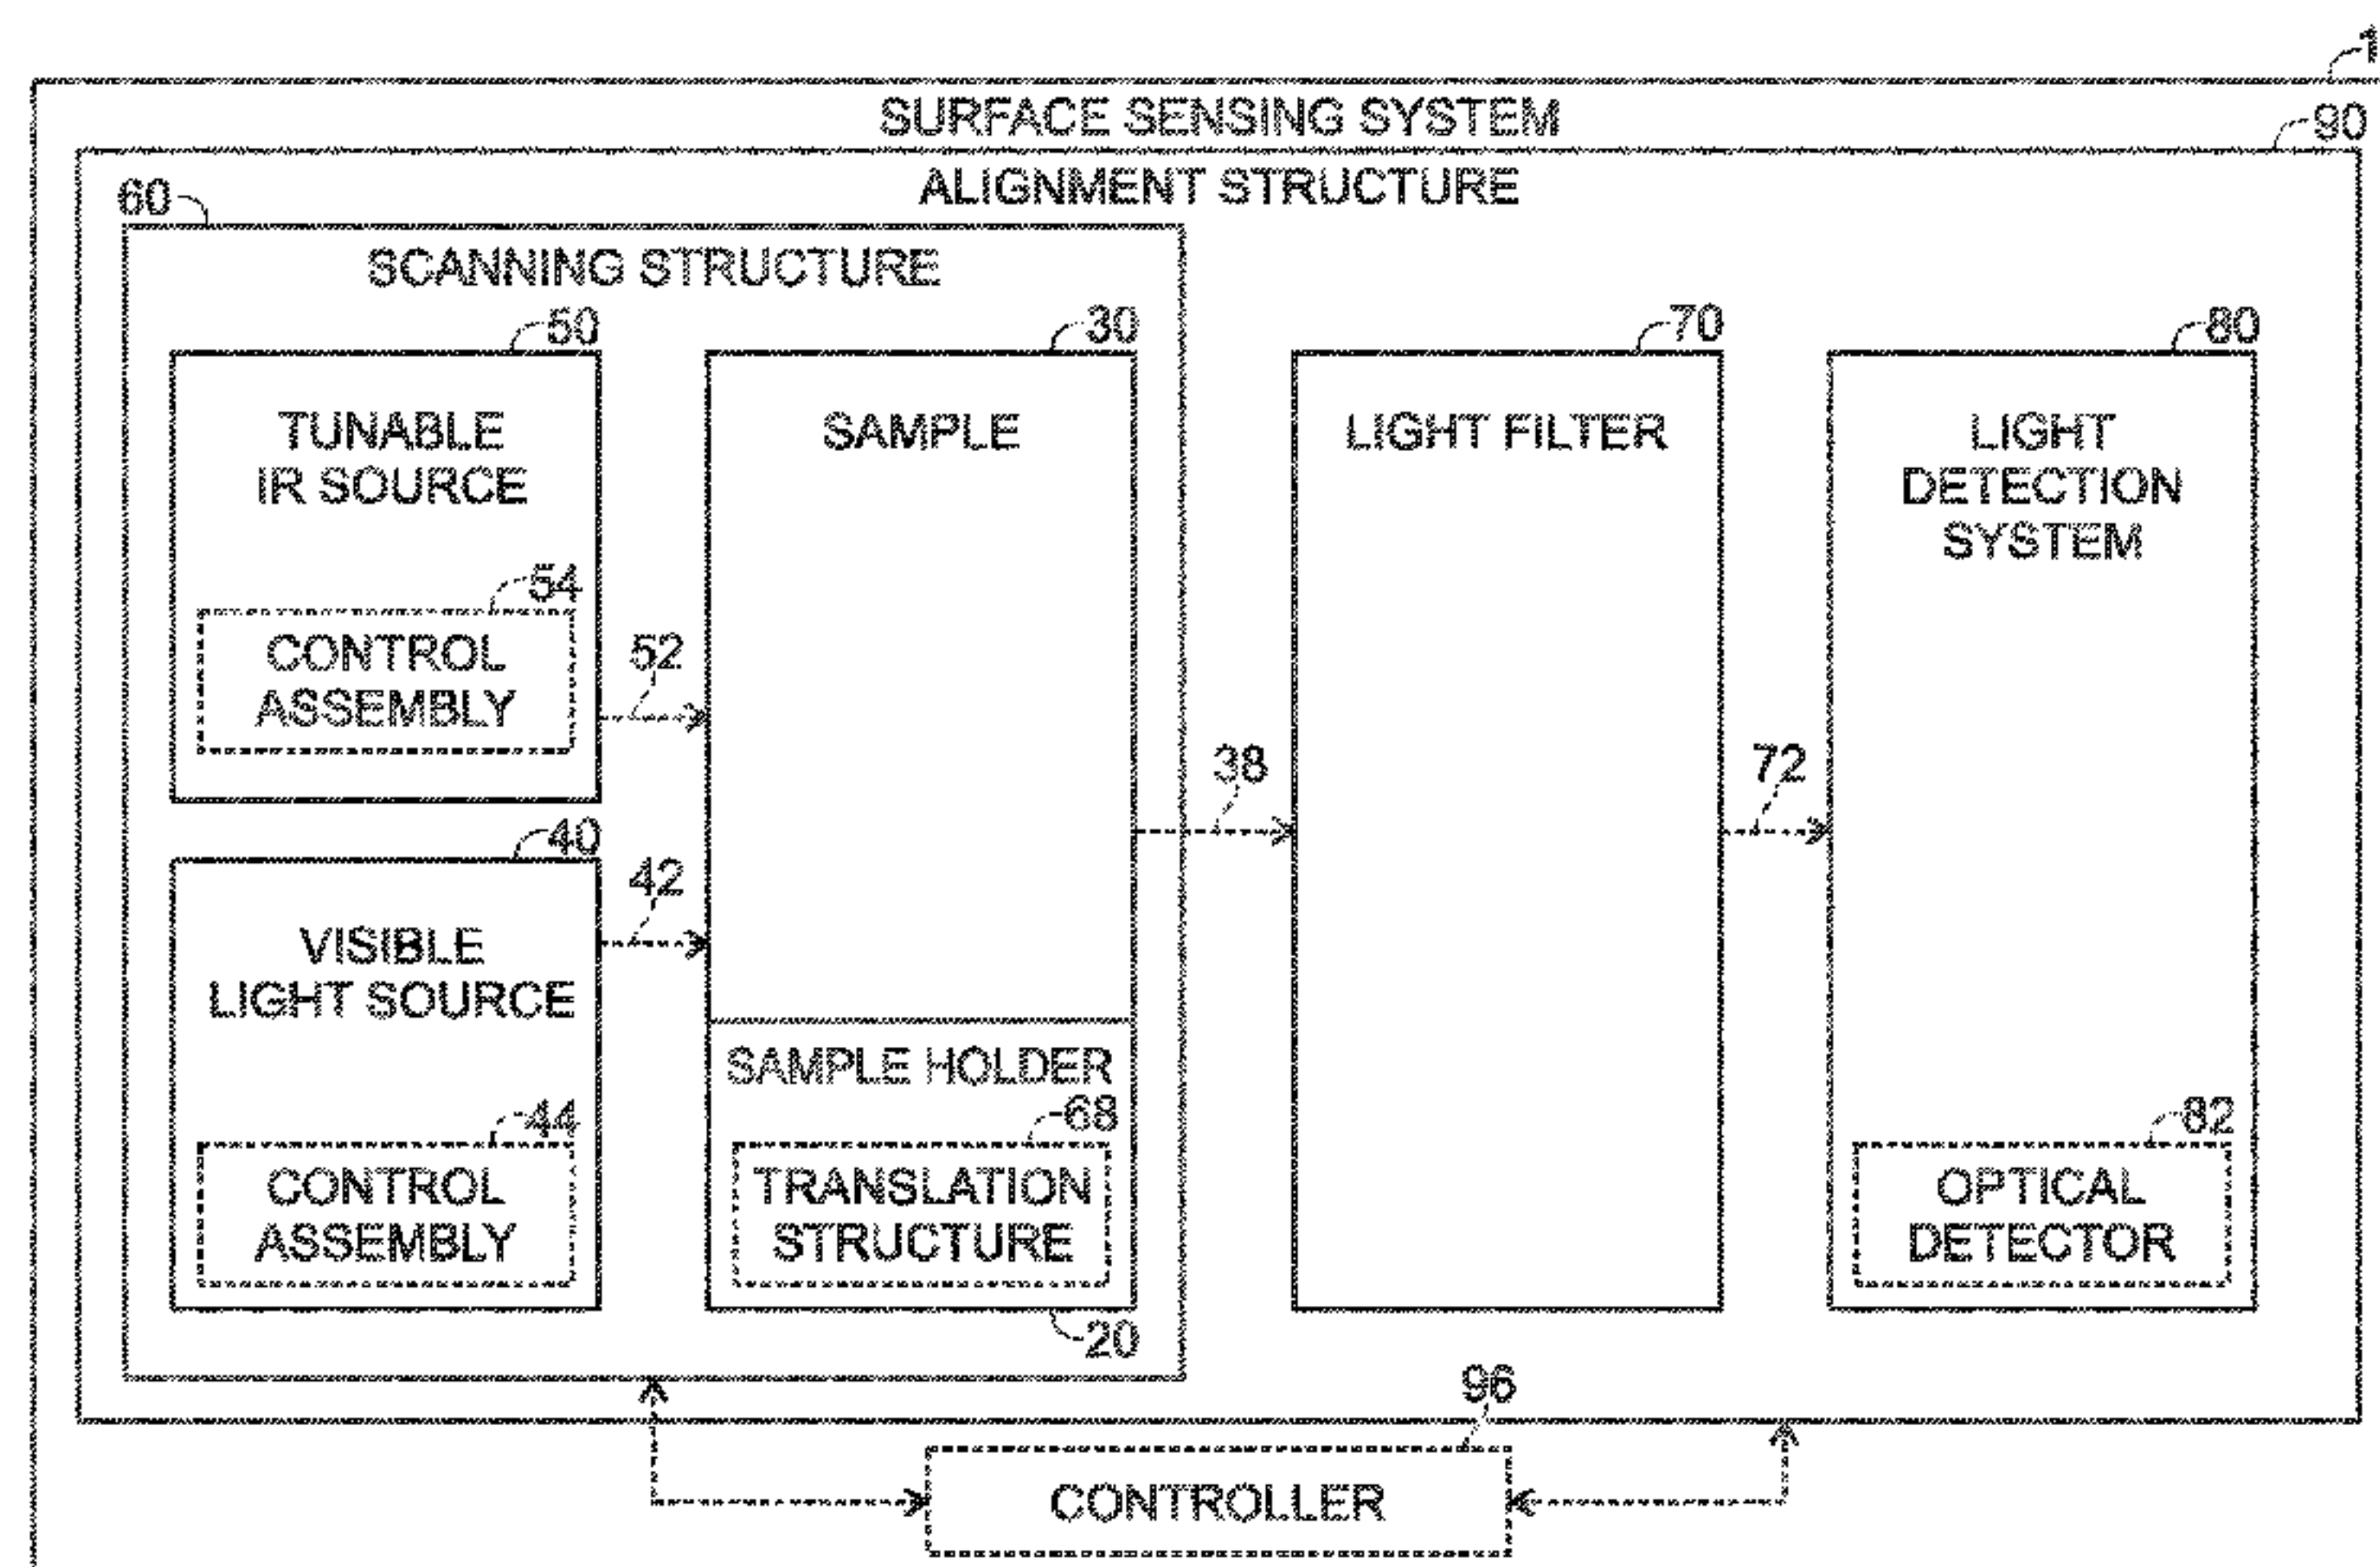 1
SURFACE SENSING SYSTEM
90
ALIGNMENT STRUCTURE
60
SCANNING STRUCTURE
50
30
70
80
TUNABLE
IR SOURCE
SAMPLE
LIGHT FILTER
LIGHT
DETECTION
SYSTEM
54
CONTROL
ASSEMBLY
52
38
72
40
42
VISIBLE
LIGHT SOURCE
SAMPLE HOLDER
44
68
82
CONTROL
ASSEMBLY
TRANSLATION
STRUCTURE
OPTICAL
DETECTOR
20
96
CONTROLLER